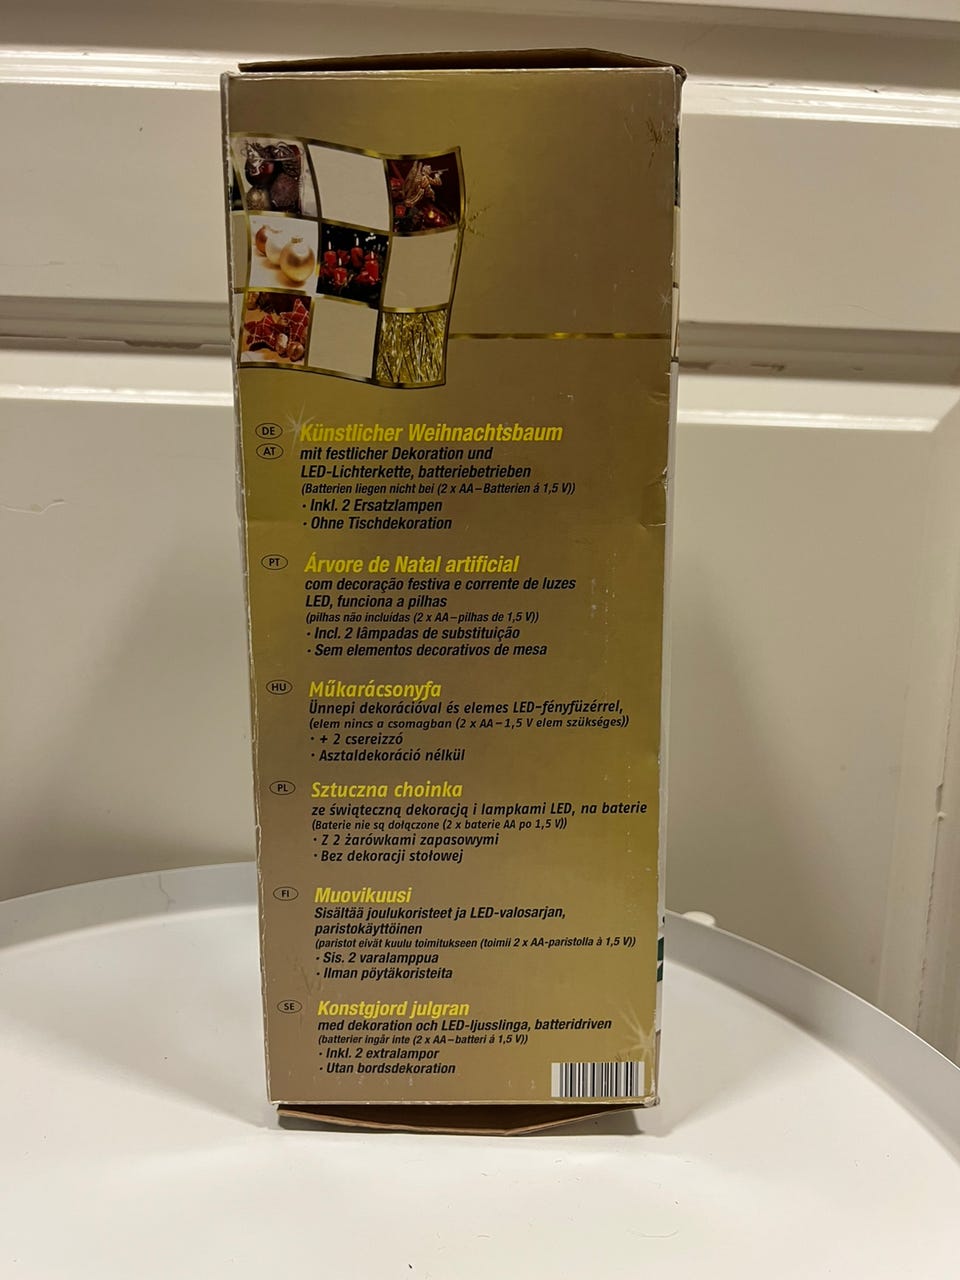 DE
AT
Künstlicher Weihnachtsbaum
mit festlicher Dekoration und
LED-Lichterkette, batteriebetrieben
(Batterien liegen nicht bei (2 x AA–Batterien á 1,5 V))
· Inkl. 2 Ersatzlampen
· Ohne Tischdekoration
PT
Árvore de Natal artificial
com decoração festiva e corrente de luzes
LED, funciona a pilhas
(pilhas não incluídas (2 x AA–pilhas de 1,5 V))
· Incl. 2 lâmpadas de substituição
· Sem elementos decorativos de mesa
HU
Műkarácsonyfa
Ünnepi dekorációval és elemes LED-fényfüzérrel,
(elem nincs a csomagban (2 x AA–1,5 V elem szükséges))
· + 2 csereizzó
· Asztaldekoráció nélkül
PL
Sztuczna choinka
ze świąteczną dekoracją i lampkami LED, na baterie
(Baterie nie są dołączone (2 x baterie AA po 1,5 V))
· Z 2 żarówkami zapasowymi
· Bez dekoracji stołowej
FI
Muovikuusi
Sisältää joulukoristeet ja LED-valosarjan,
paristokäyttöinen
(paristot eivät kuulu toimitukseen (toimii 2 x AA-paristolla à 1,5 V))
· Sis. 2 varalamppua
· Ilman pöytäkoristeita
SE
Konstgjord julgran
med dekoration och LED-ljusslinga, batteridriven
(batterier ingår inte (2 x AA–batteri á 1,5 V))
· Inkl. 2 extralampor
· Utan bordsdekoration